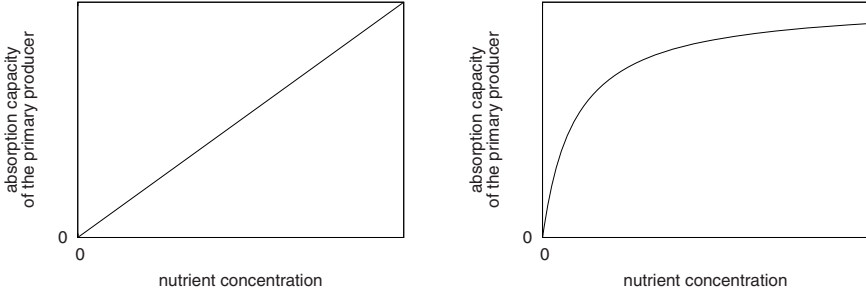 absorption capacity
of the primary producer
0
0
nutrient concentration
absorption capacity
of the primary producer
0
0
nutrient concentration